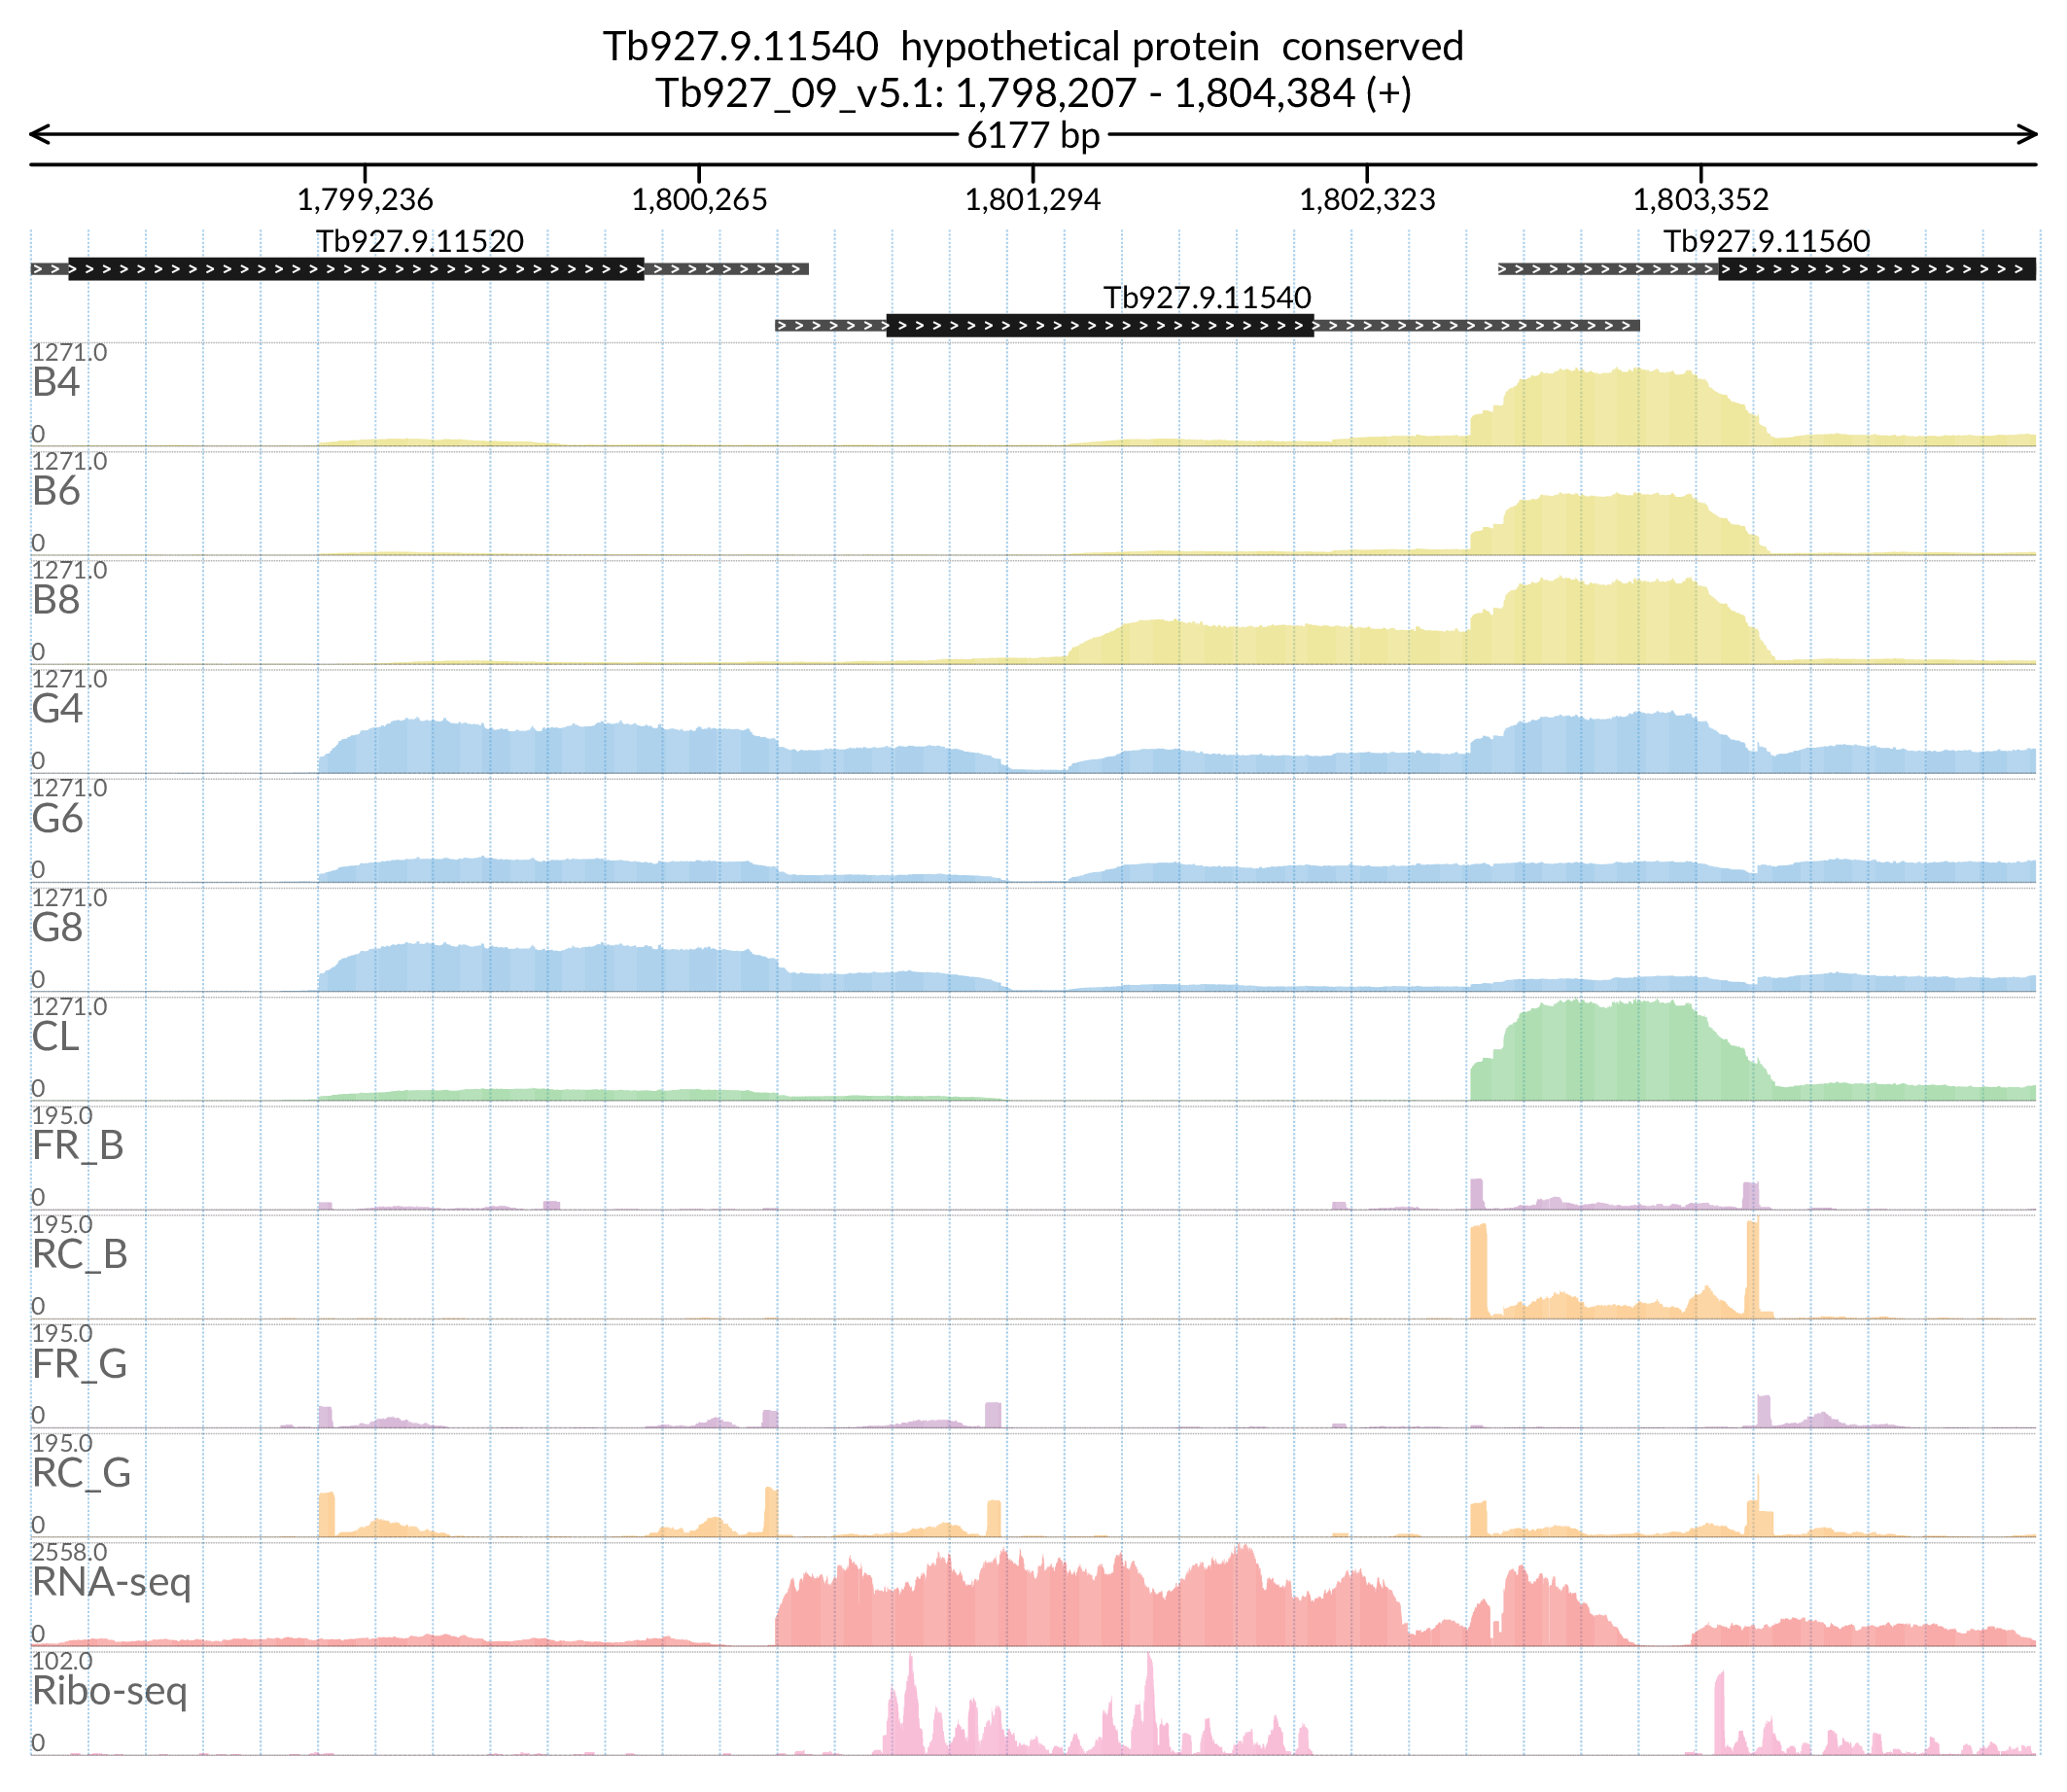 Tb927.9.11540 hypothetical protein conserved
Tb927_09_v5.1: 1,798,207 - 1,804,384 (+)
6177 bp
1,799,236 1,800,265 1,801,294 1,802,323 1,803,352
Tb927.9.11520 Tb927.9.11560
Tb927.9.11540
1271.0
B4
0
1271.0
B6
0
1271.0
B8
0
1271.0
G4
0
1271.0
G6
0
1271.0
G8
0
1271.0
CL
0
195.0
FR_B
0
195.0
RC_B
0
195.0
FR_G
0
195.0
RC_G
0
2558.0
RNA-seq
0
102.0
Ribo-seq
0